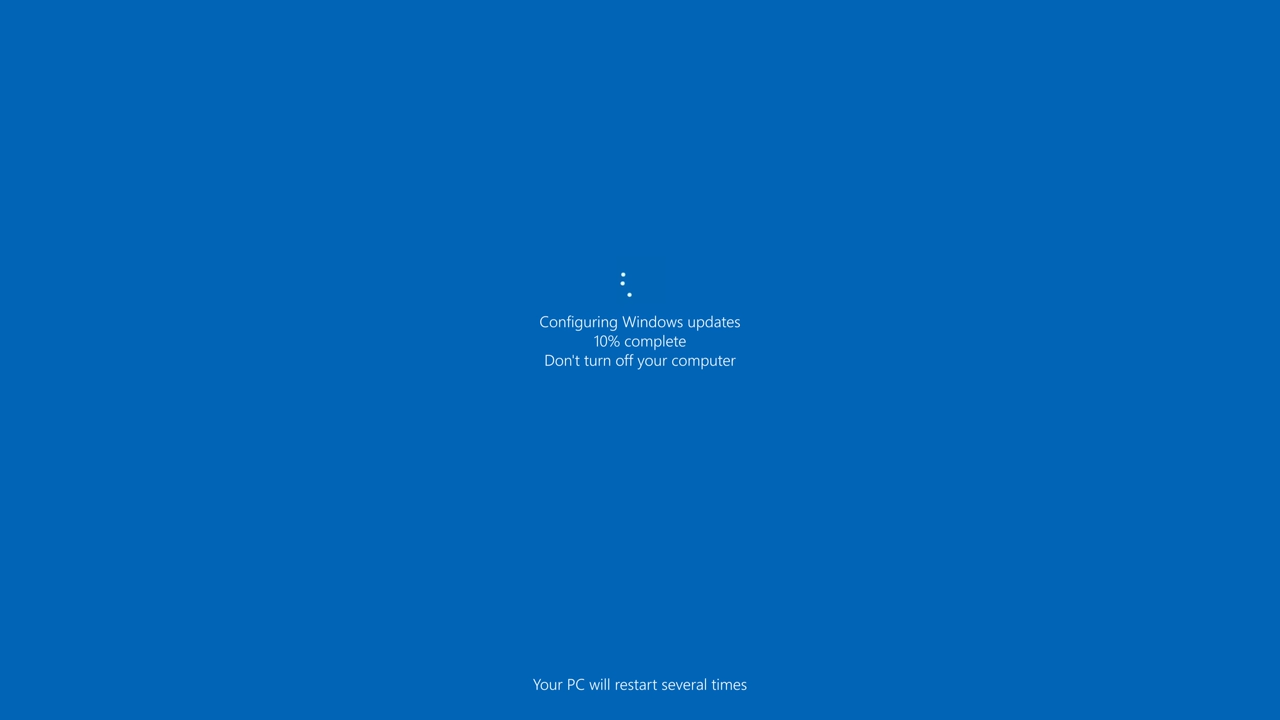 Configuring Windows updates
10% complete
Don't turn off your computer
Your PC will restart several times